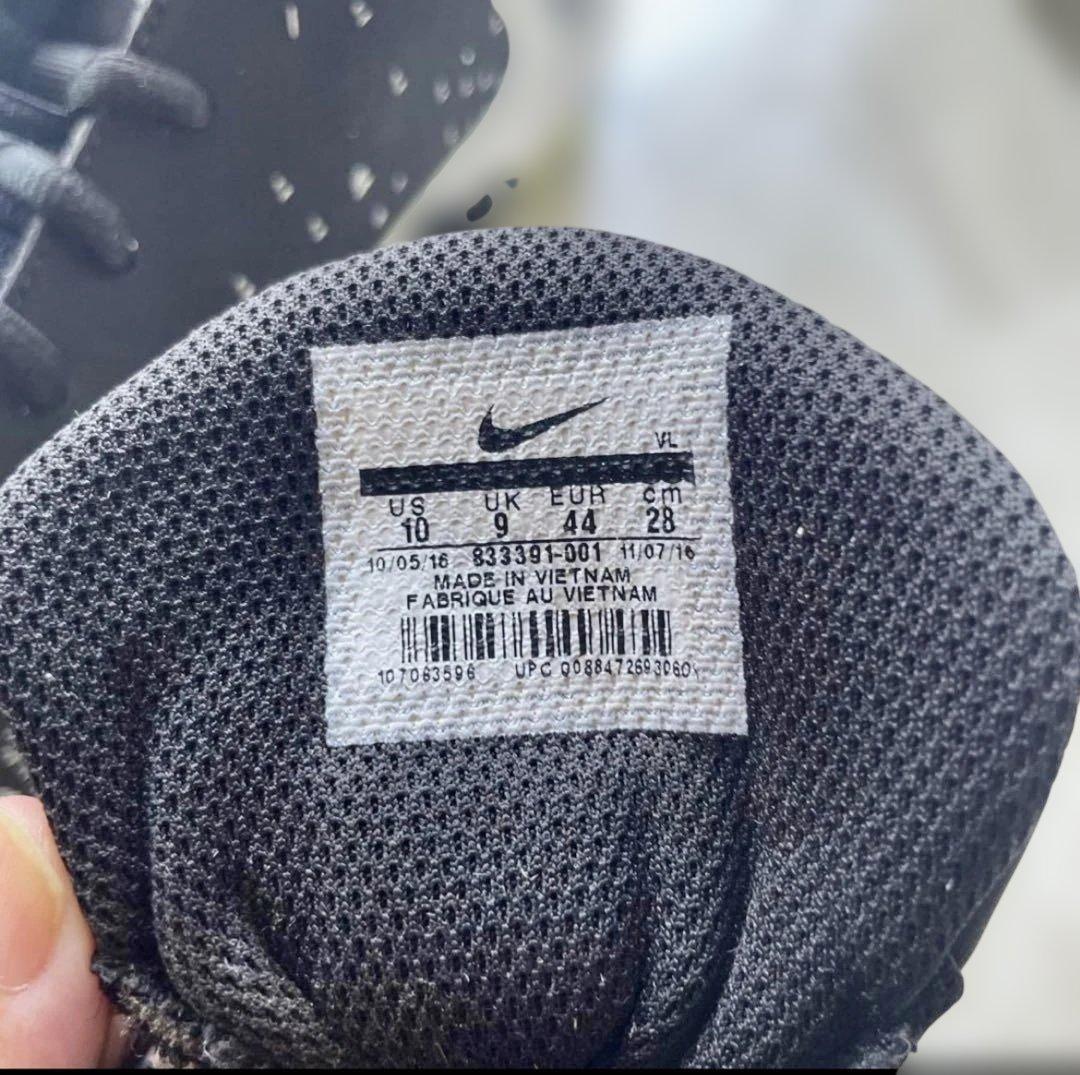 VL
US UK EUR cm
10 9 44 28
10/05/16 833391-001 11/07/16
MADE IN VIETNAM
FABRIQUE AU VIETNAM
107063596 UPC